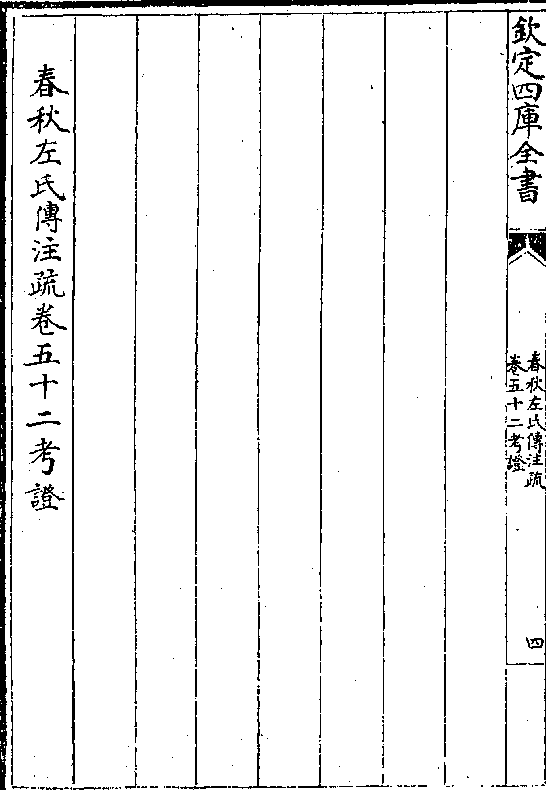 欽定四庫全書
春秋左氏傳注疏
卷五十二考證
四
春秋左氏傳注疏卷五十二考證